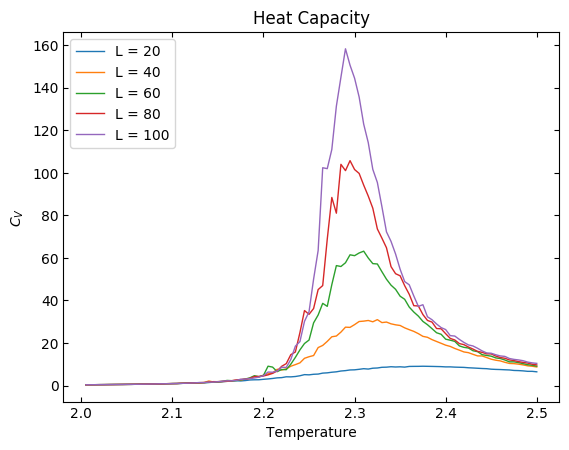 Heat Capacity
L = 20
L = 40
L = 60
L = 80
L = 100
160
140
120
100
80
60
40
20
0
C_V
2.0 2.1 2.2 2.3 2.4 2.5
Temperature